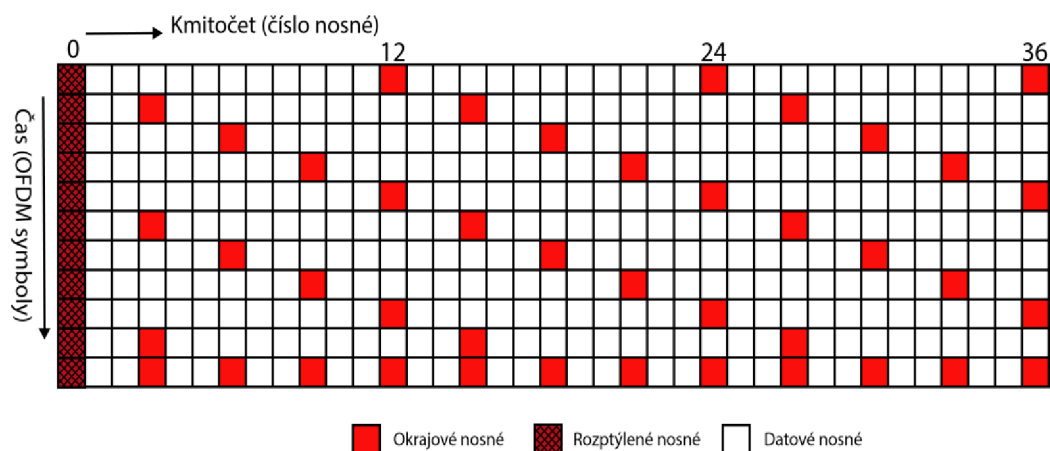 Kmitočet (číslo nosné)
0 12 24 36
Čas (OFDM symboly)
Okrajové nosné Rozptýlené nosné Datové nosné